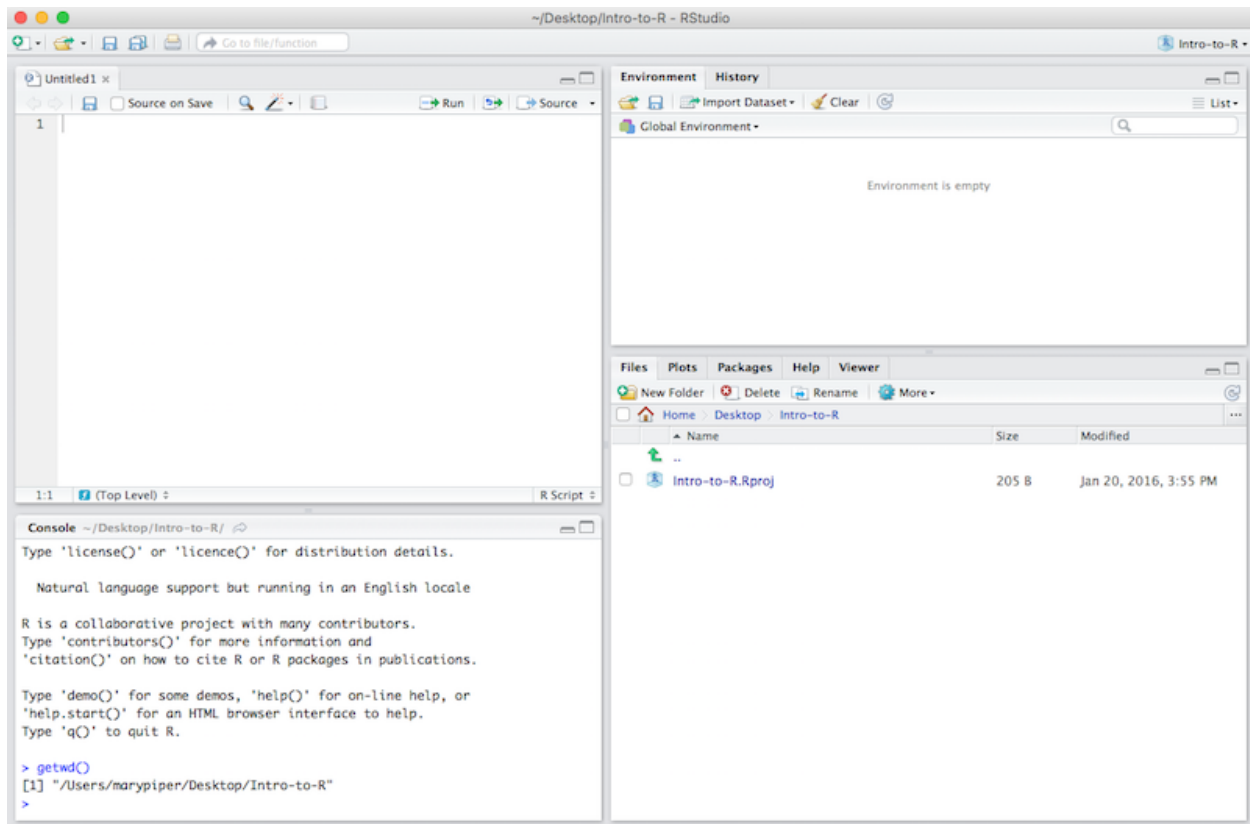 ~/Desktop/Intro-to-R - RStudio
Go to file/function
Intro-to-R
Untitled1
Source on Save
Run
Source
1
1:1
(Top Level)
R Script
Console ~/Desktop/Intro-to-R/
Type 'license()' or 'licence()' for distribution details.
Natural language support but running in an English locale
R is a collaborative project with many contributors.
Type 'contributors()' for more information and
'citation()' on how to cite R or R packages in publications.
Type 'demo()' for some demos, 'help()' for on-line help, or
'help.start()' for an HTML browser interface to help.
Type 'q()' to quit R.
> getwd()
[1] "/Users/marypiper/Desktop/Intro-to-R"
>
Environment History
Import Dataset Clear List
Global Environment
Environment is empty
Files Plots Packages Help Viewer
New Folder Delete Rename More
Home Desktop Intro-to-R ...
Name Size Modified
..
Intro-to-R.Rproj 205 B Jan 20, 2016, 3:55 PM